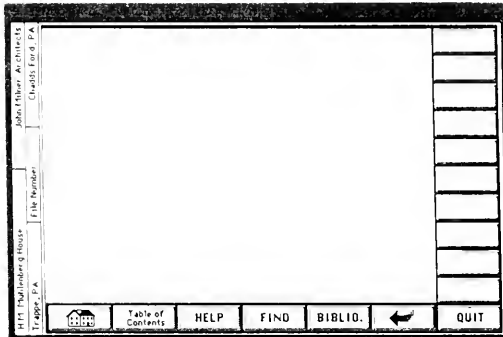 John Milner Architects
Chadds Ford, PA
File Number
H M Muhlenberg House
Trappe, PA
Table of
Contents
HELP
FIND
BIBLIO.
QUIT